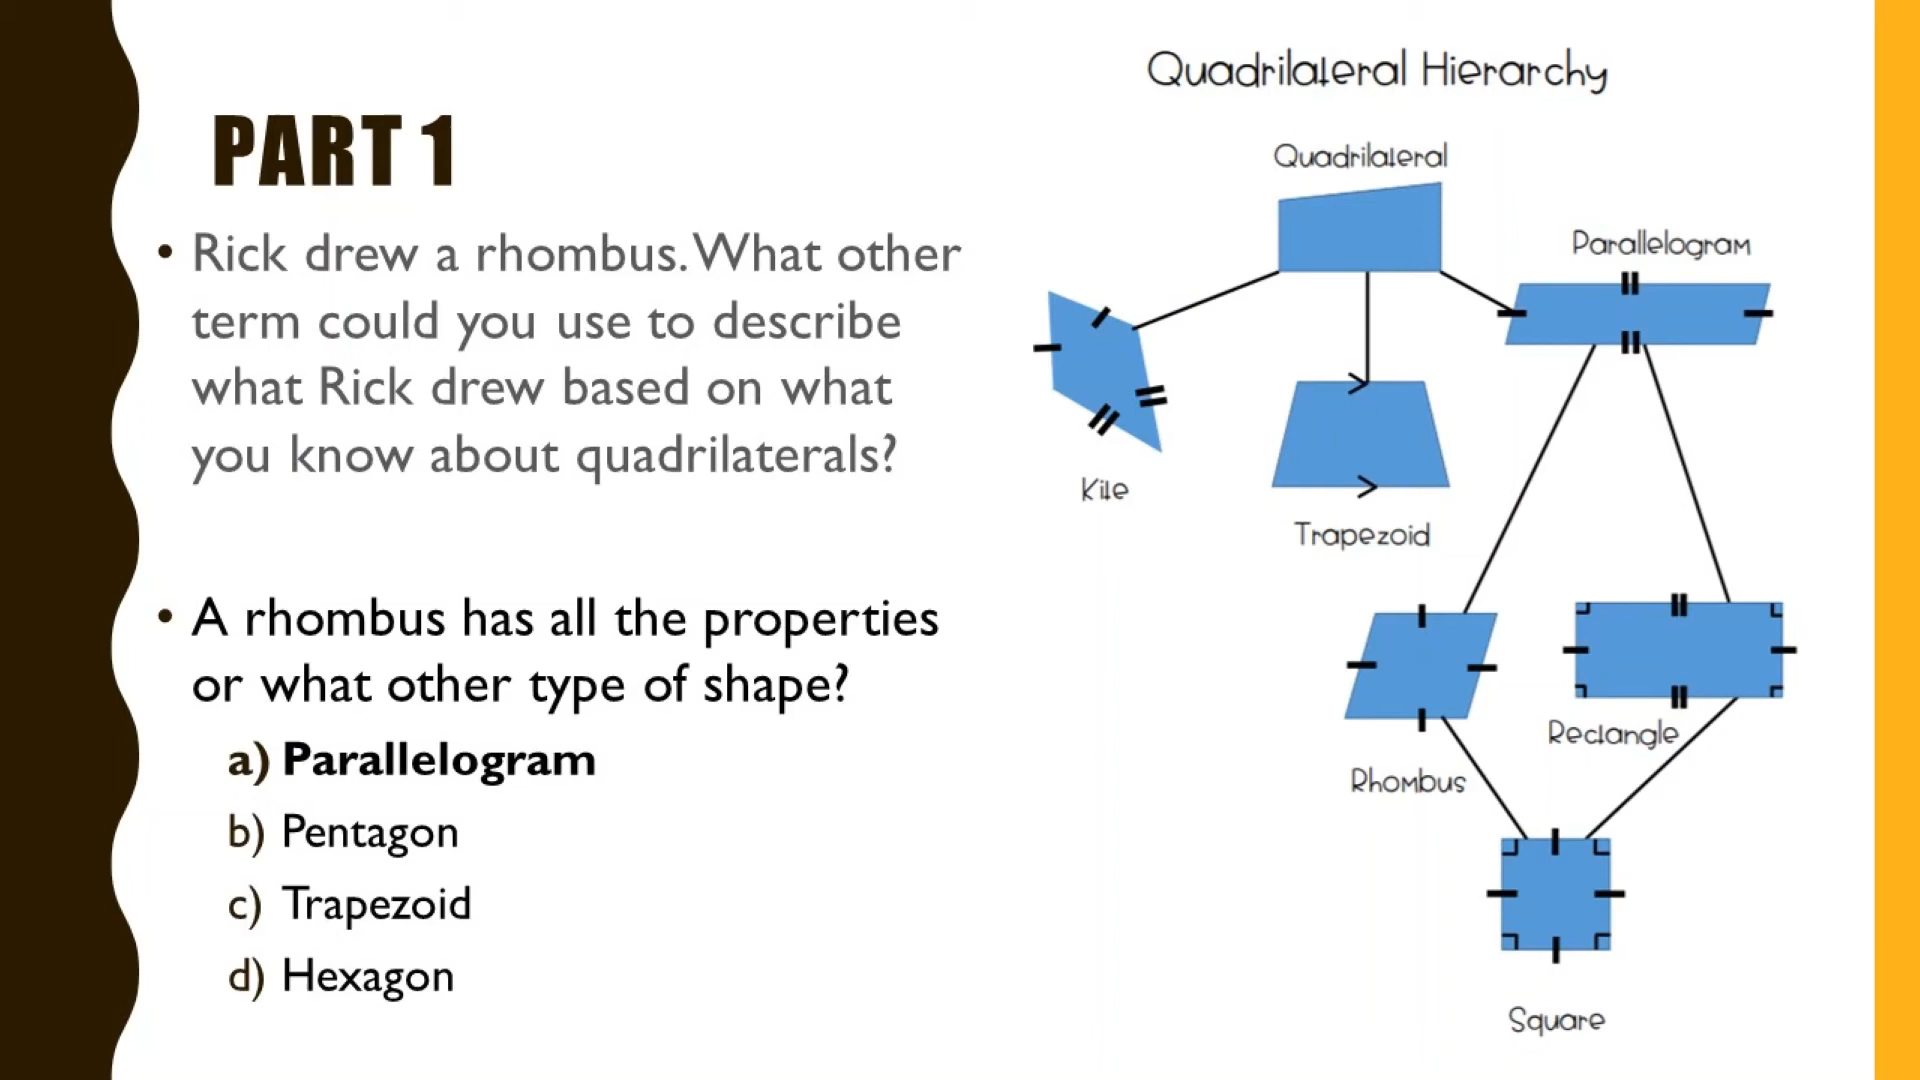 PART 1
• Rick drew a rhombus. What other
term could you use to describe
what Rick drew based on what
you know about quadrilaterals?
• A rhombus has all the properties
or what other type of shape?
a) Parallelogram
b) Pentagon
c) Trapezoid
d) Hexagon
Quadrilateral Hierarchy
Quadrilateral
Parallelogram
Kite
Trapezoid
Rectangle
Rhombus
Square